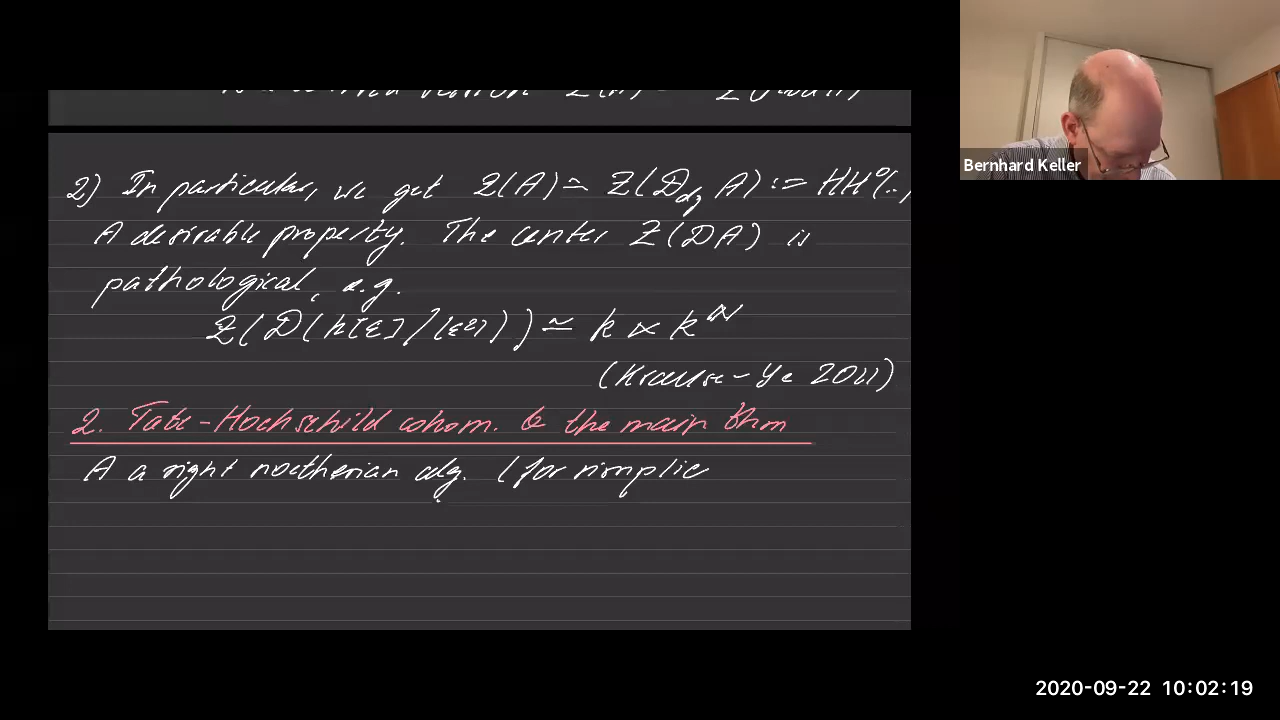 2) In particular, we get Z(A) ≃ Z(D_dg A) := HH⁰(..)
A desirable property. The center Z(DA) is
pathological, e.g.
Z(D(k[ε]/(ε²))) ≃ k ⋉ k^ℕ
(Krause-Ye 2011)
2. Tate-Hochschild cohom. & the main thm
A a right noetherian alg. (for simplic
Bernhard Keller
2020-09-22 10:02:19